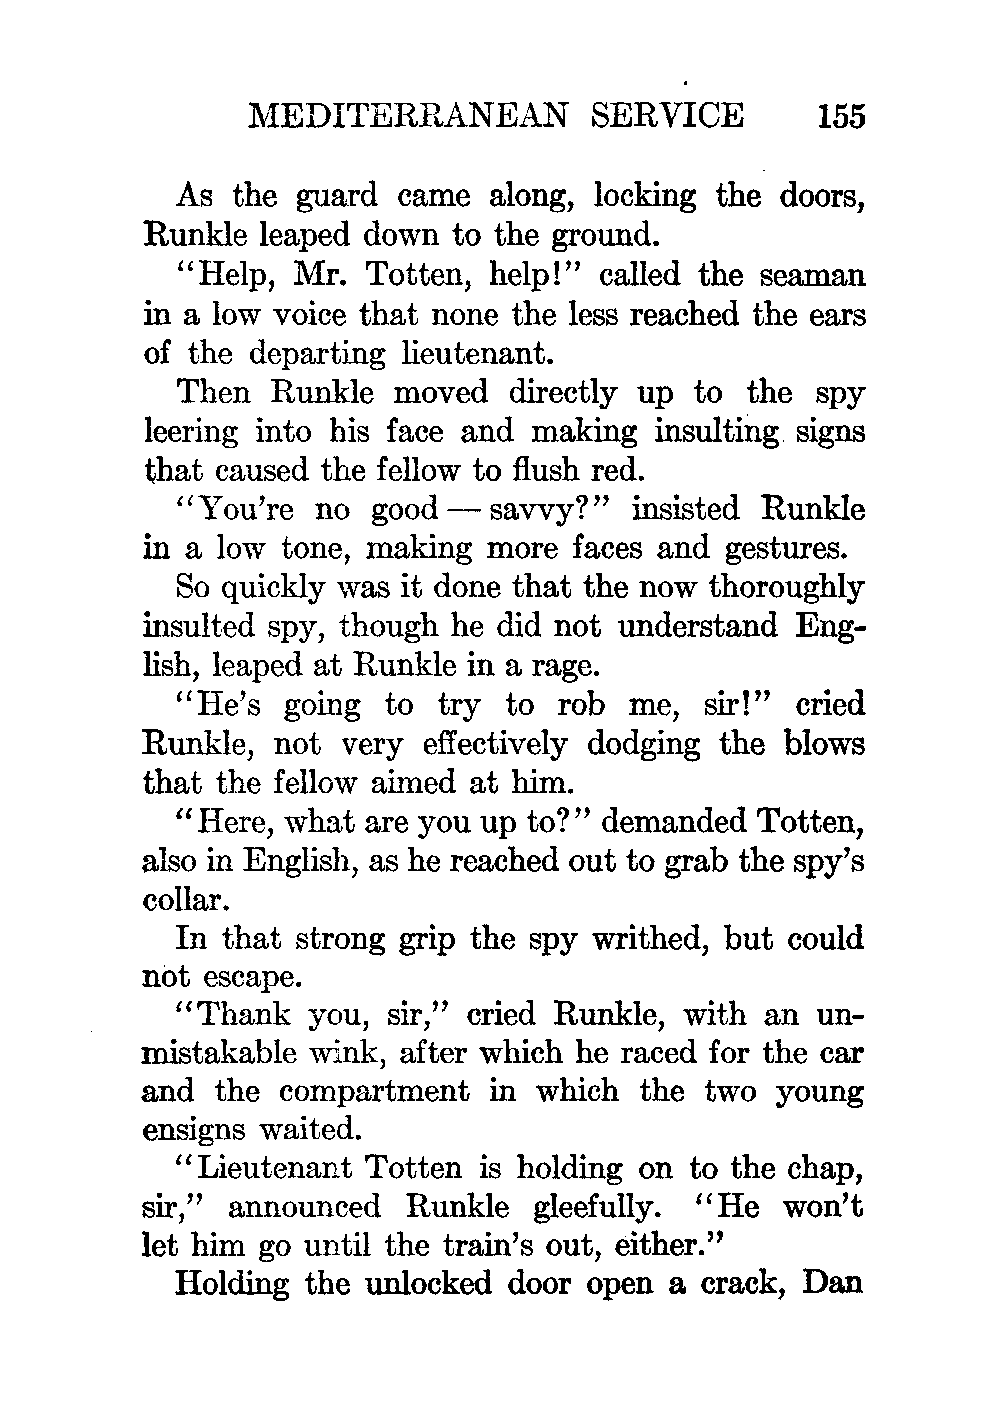 MEDITERRANEAN SERVICE 155
As the guard came along, locking the doors,
Runkle leaped down to the ground.
"Help, Mr. Totten, help!" called the seaman
in a low voice that none the less reached the ears
of the departing lieutenant.
Then Runkle moved directly up to the spy
leering into his face and making insulting signs
that caused the fellow to flush red.
"You're no good — savvy?" insisted Runkle
in a low tone, making more faces and gestures.
So quickly was it done that the now thoroughly
insulted spy, though he did not understand Eng-
lish, leaped at Runkle in a rage.
"He's going to try to rob me, sir!" cried
Runkle, not very effectively dodging the blows
that the fellow aimed at him.
"Here, what are you up to?" demanded Totten,
also in English, as he reached out to grab the spy's
collar.
In that strong grip the spy writhed, but could
not escape.
"Thank you, sir," cried Runkle, with an un-
mistakable wink, after which he raced for the car
and the compartment in which the two young
ensigns waited.
"Lieutenant Totten is holding on to the chap,
sir," announced Runkle gleefully. "He won't
let him go until the train's out, either."
Holding the unlocked door open a crack, Dan